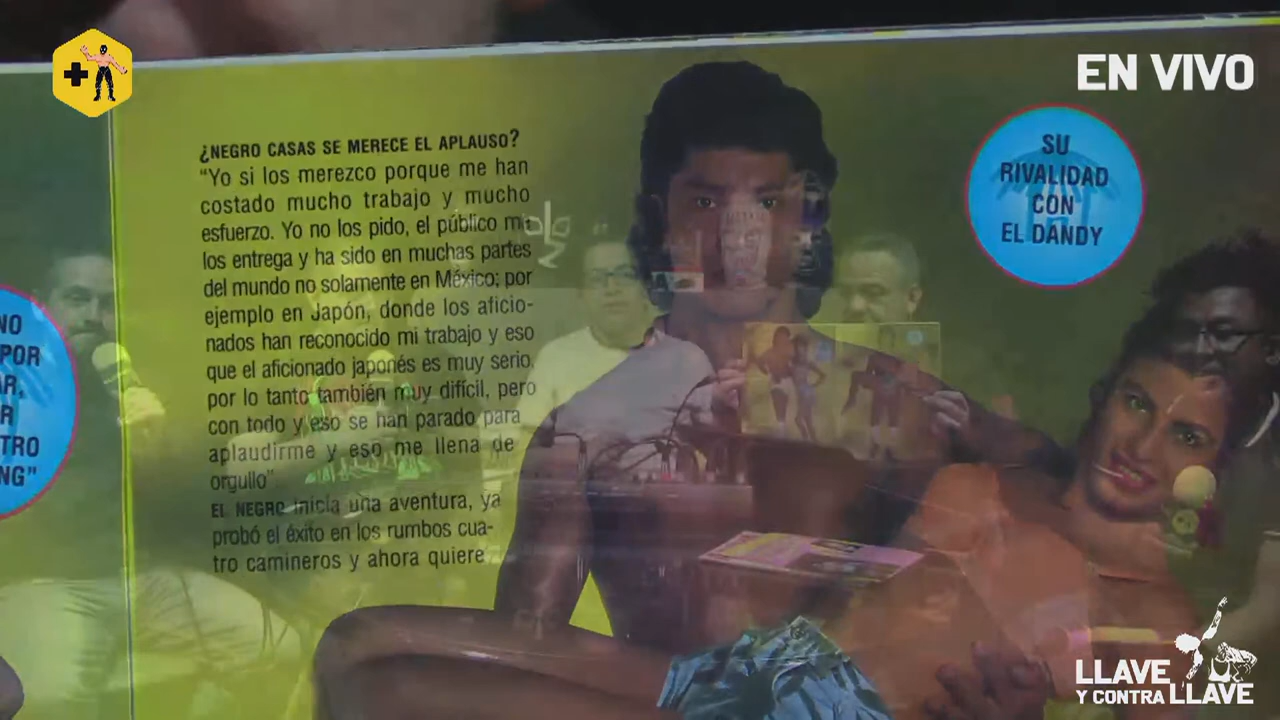 EN VIVO
¿NEGRO CASAS SE MERECE EL APLAUSO?
“Yo si los merezco porque me han
costado mucho trabajo y mucho
esfuerzo. Yo no los pido, el público me
los entrega y ha sido en muchas partes
del mundo no solamente en México; por
ejemplo en Japón, donde los aficio-
nados han reconocido mi trabajo y eso
que el aficionado japonés es muy serio,
por lo tanto también muy difícil, pero
con todo y eso se han parado para
aplaudirme y eso me llena de
orgullo”.
EL NEGRO inicia una aventura, ya
probó el éxito en los rumbos cua-
tro camineros y ahora quiere
SU
RIVALIDAD
CON
EL DANDY
NO
POR
AR,
R
TRO
NG”
LLAVE
Y CONTRA LLAVE